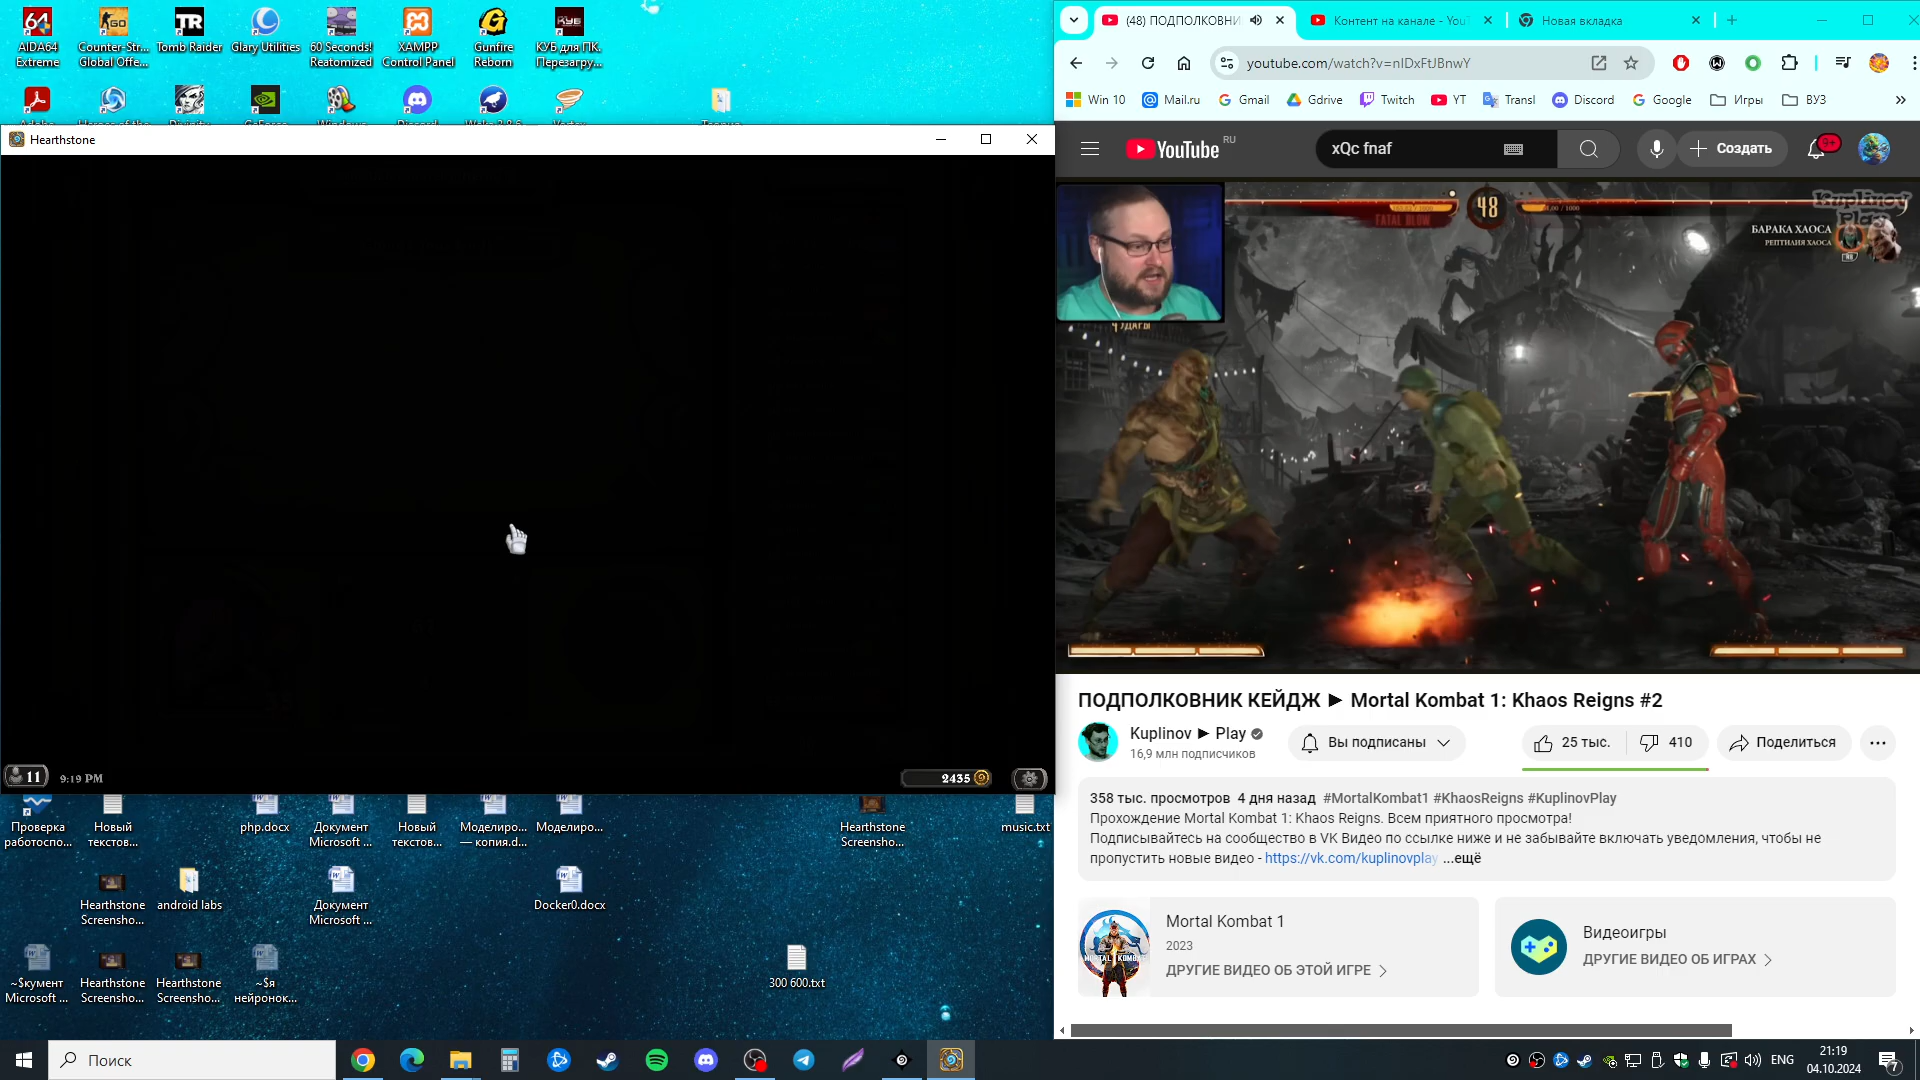 AIDA64 Extreme
Counter-Str... Global Offe...
Tomb Raider
Glary Utilities
60 Seconds! Reatomized
XAMPP Control Panel
Gunfire Reborn
КУБ для ПК. Перезагру...
Hearthstone
11
9:19 PM
2435
Проверка работоспо...
Новый текстов...
php.docx
Документ Microsoft ...
Новый текстов...
Моделиро... — копия.d...
Моделиро...
Hearthstone Screensho...
music.txt
Hearthstone Screensho...
android labs
Документ Microsoft ...
Docker0.docx
~$кумент Microsoft ...
Hearthstone Screensho...
Hearthstone Screensho...
~$я нейронок...
300 600.txt
(48) ПОДПОЛКОВНИ
Контент на канале - YouT
Новая вкладка
youtube.com/watch?v=nIDxFtJBnwY
Win 10
Mail.ru
Gmail
Gdrive
Twitch
YT
Transl
Discord
Google
Игры
ВУЗ
YouTube RU
xQc fnaf
Создать
9+
48
FATAL BLOW
Kuplinov Play
БАРАКА ХАОСА
РЕПТИЛИЯ ХАОСА
ПОДПОЛКОВНИК КЕЙДЖ ► Mortal Kombat 1: Khaos Reigns #2
Kuplinov ► Play
16,9 млн подписчиков
Вы подписаны
25 тыс.
410
Поделиться
358 тыс. просмотров 4 дня назад #MortalKombat1 #KhaosReigns #KuplinovPlay
Прохождение Mortal Kombat 1: Khaos Reigns. Всем приятного просмотра!
Подписывайтесь на сообщество в VK Видео по ссылке ниже и не забывайте включать уведомления, чтобы не
пропустить новые видео - https://vk.com/kuplinovplay ...ещё
Mortal Kombat 1
2023
ДРУГИЕ ВИДЕО ОБ ЭТОЙ ИГРЕ
Видеоигры
ДРУГИЕ ВИДЕО ОБ ИГРАХ
Поиск
ENG
21:19
04.10.2024
7